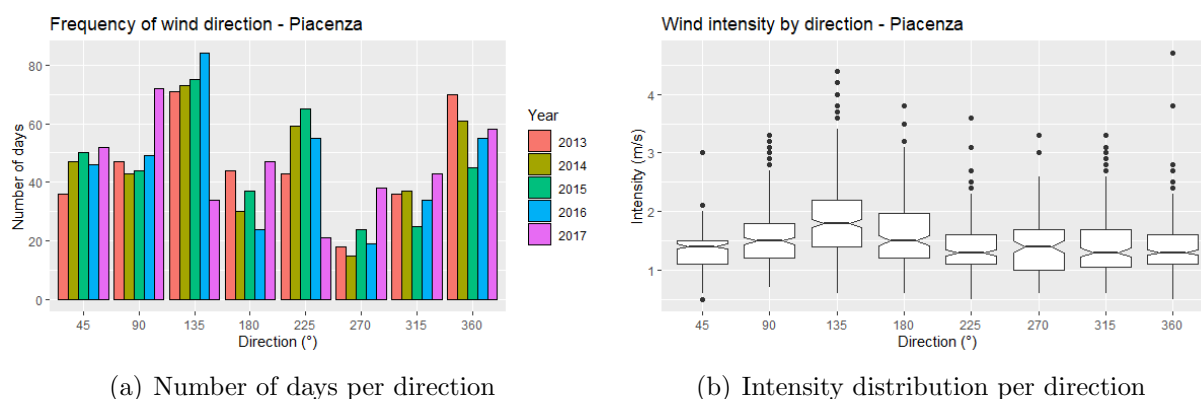 Frequency of wind direction - Piacenza
Number of days
80
60
40
20
0
45 90 135 180 225 270 315 360
Direction (°)
Year
2013
2014
2015
2016
2017
(a) Number of days per direction
Wind intensity by direction - Piacenza
Intensity (m/s)
4
3
2
1
45 90 135 180 225 270 315 360
Direction (°)
(b) Intensity distribution per direction